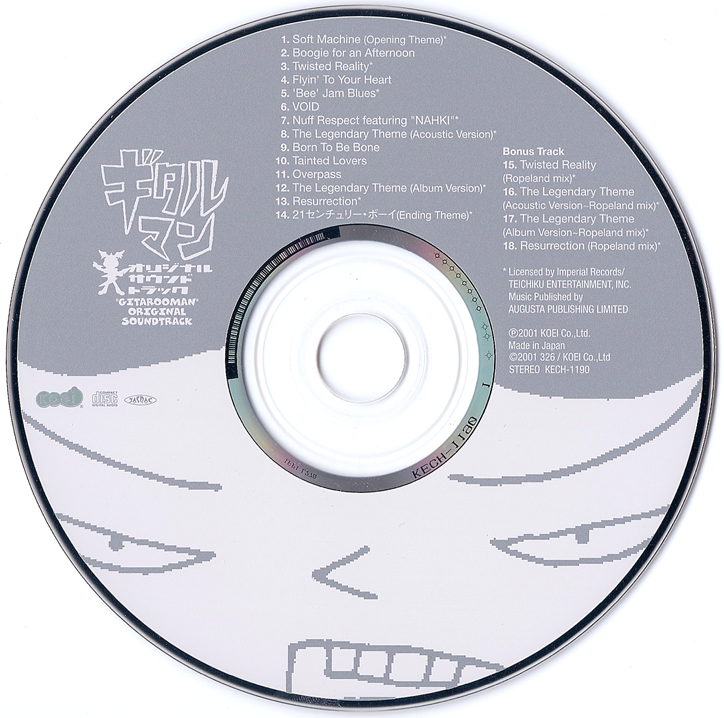 1. Soft Machine (Opening Theme)*
2. Boogie for an Afternoon
3. Twisted Reality*
4. Flyin' To Your Heart
5. 'Bee' Jam Blues*
6. VOID
7. Nuff Respect featuring "NAHKI"*
8. The Legendary Theme (Acoustic Version)*
9. Born To Be Bone
10. Tainted Lovers
11. Overpass
12. The Legendary Theme (Album Version)*
13. Resurrection*
14. 21センチュリー・ボーイ(Ending Theme)*
Bonus Track
15. Twisted Reality
(Ropeland mix)*
16. The Legendary Theme
(Acoustic Version~Ropeland mix)*
17. The Legendary Theme
(Album Version~Ropeland mix)*
18. Resurrection (Ropeland mix)*
* Licensed by Imperial Records/
TEICHIKU ENTERTAINMENT, INC.
Music Published by
AUGUSTA PUBLISHING LIMITED
℗2001 KOEI Co.,Ltd.
Made in Japan
©2001 326 / KOEI Co.,Ltd
STEREO KECH-1190
ギタル
マン
オリジナル
サウンド
トラック
"GITAROOMAN"
ORIGINAL
SOUNDTRACK
KOEI
COMPACT
disc
DIGITAL AUDIO
JASRAC
KECH-1190 1